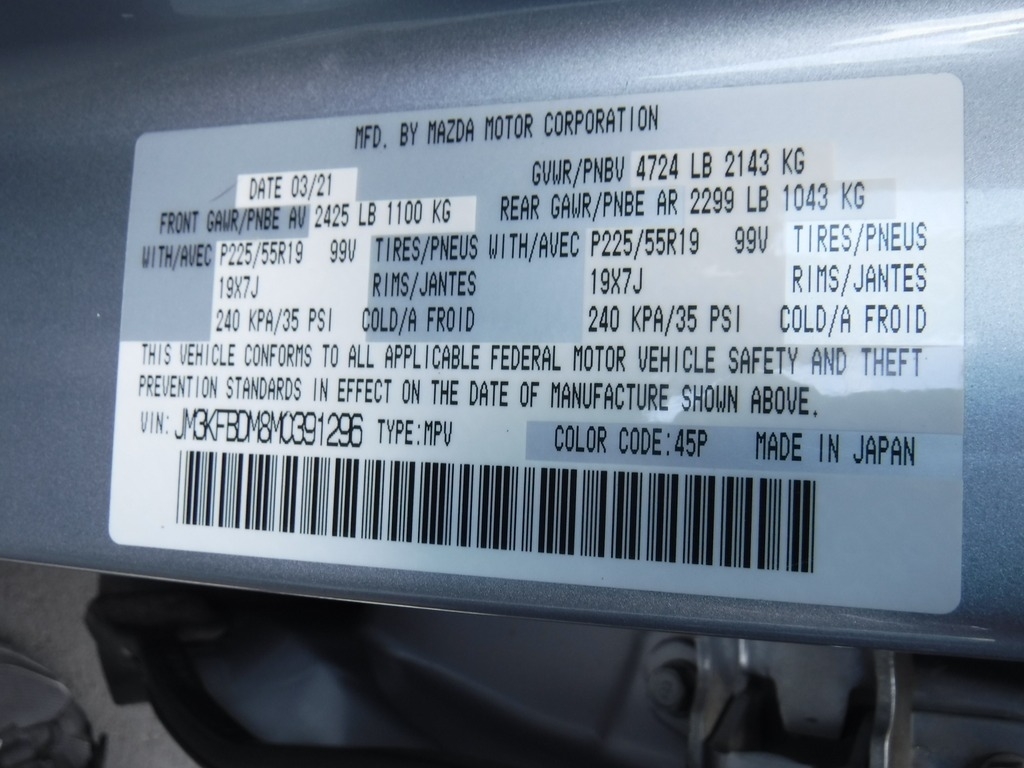 MFD. BY MAZDA MOTOR CORPORATION
DATE 03/21 GVWR/PNBV 4724 LB 2143 KG
FRONT GAWR/PNBE AV 2425 LB 1100 KG REAR GAWR/PNBE AR 2299 LB 1043 KG
WITH/AVEC P225/55R19 99V TIRES/PNEUS WITH/AVEC P225/55R19 99V TIRES/PNEUS
19X7J RIMS/JANTES 19X7J RIMS/JANTES
240 KPA/35 PSI COLD/A FROID 240 KPA/35 PSI COLD/A FROID
THIS VEHICLE CONFORMS TO ALL APPLICABLE FEDERAL MOTOR VEHICLE SAFETY AND THEFT
PREVENTION STANDARDS IN EFFECT ON THE DATE OF MANUFACTURE SHOWN ABOVE.
VIN: JM3KFBDM8M0391296 TYPE:MPV COLOR CODE:45P MADE IN JAPAN